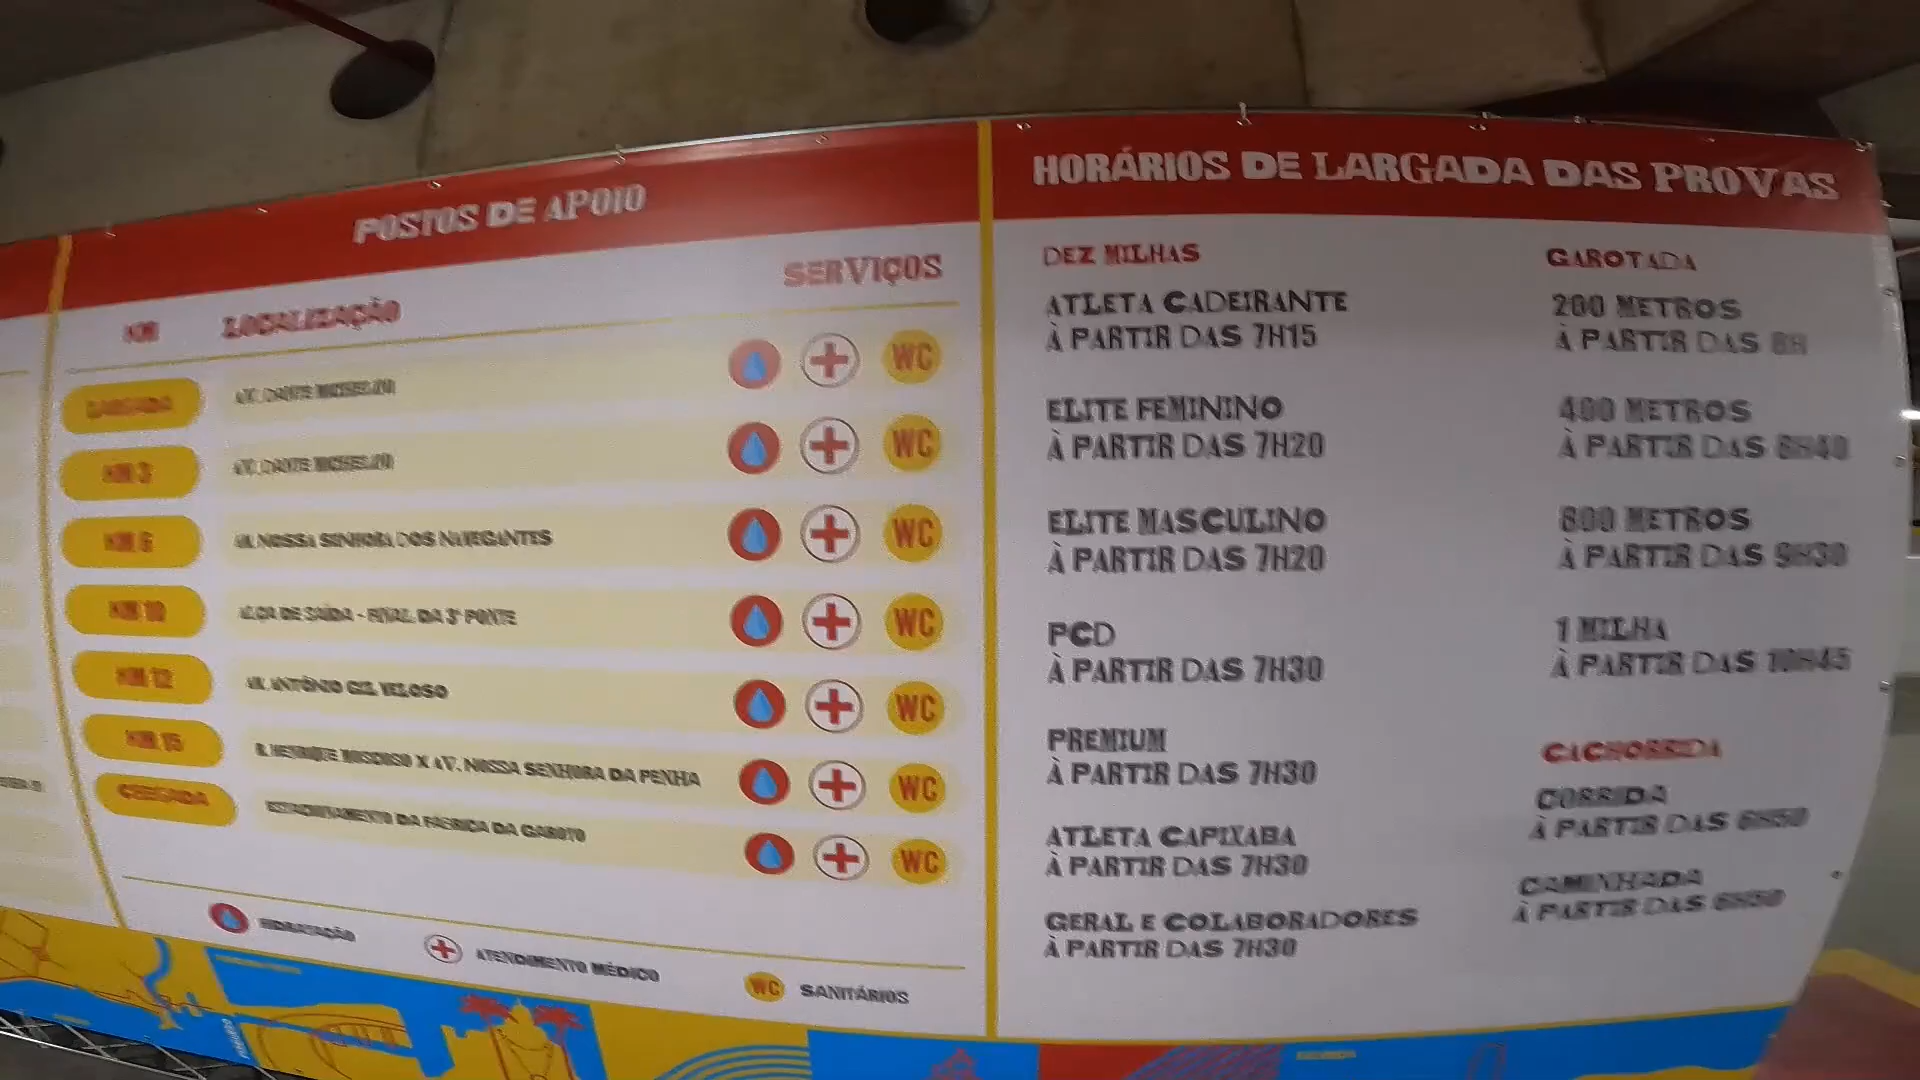 POSTOS DE APOIO
KM LOCALIZAÇÃO SERVIÇOS
LARGADA AV. DANTE MICHELINI WC
KM 3 AV. DANTE MICHELINI WC
KM 6 AV. NOSSA SENHORA DOS NAVEGANTES WC
KM 10 ALÇA DE SAÍDA - FINAL DA 3ª PONTE WC
KM 12 AV. ANTÔNIO GIL VELOSO WC
KM 15 R. HENRIQUE MOSCOSO X AV. NOSSA SENHORA DA PENHA WC
CHEGADA ESTACIONAMENTO DA FÁBRICA DA GAROTO WC
HIDRATAÇÃO
ATENDIMENTO MÉDICO
WC SANITÁRIOS
HORÁRIOS DE LARGADA DAS PROVAS
DEZ MILHAS
ATLETA CADEIRANTE
À PARTIR DAS 7H15
ELITE FEMININO
À PARTIR DAS 7H20
ELITE MASCULINO
À PARTIR DAS 7H20
PCD
À PARTIR DAS 7H30
PREMIUM
À PARTIR DAS 7H30
ATLETA CAPIXABA
À PARTIR DAS 7H30
GERAL E COLABORADORES
À PARTIR DAS 7H30
GAROTADA
200 METROS
À PARTIR DAS 8H
400 METROS
À PARTIR DAS 8H40
800 METROS
À PARTIR DAS 9H30
1 MILHA
À PARTIR DAS 10H45
CACHORRIDA
CORRIDA
À PARTIR DAS 6H50
CAMINHADA
À PARTIR DAS 6H50